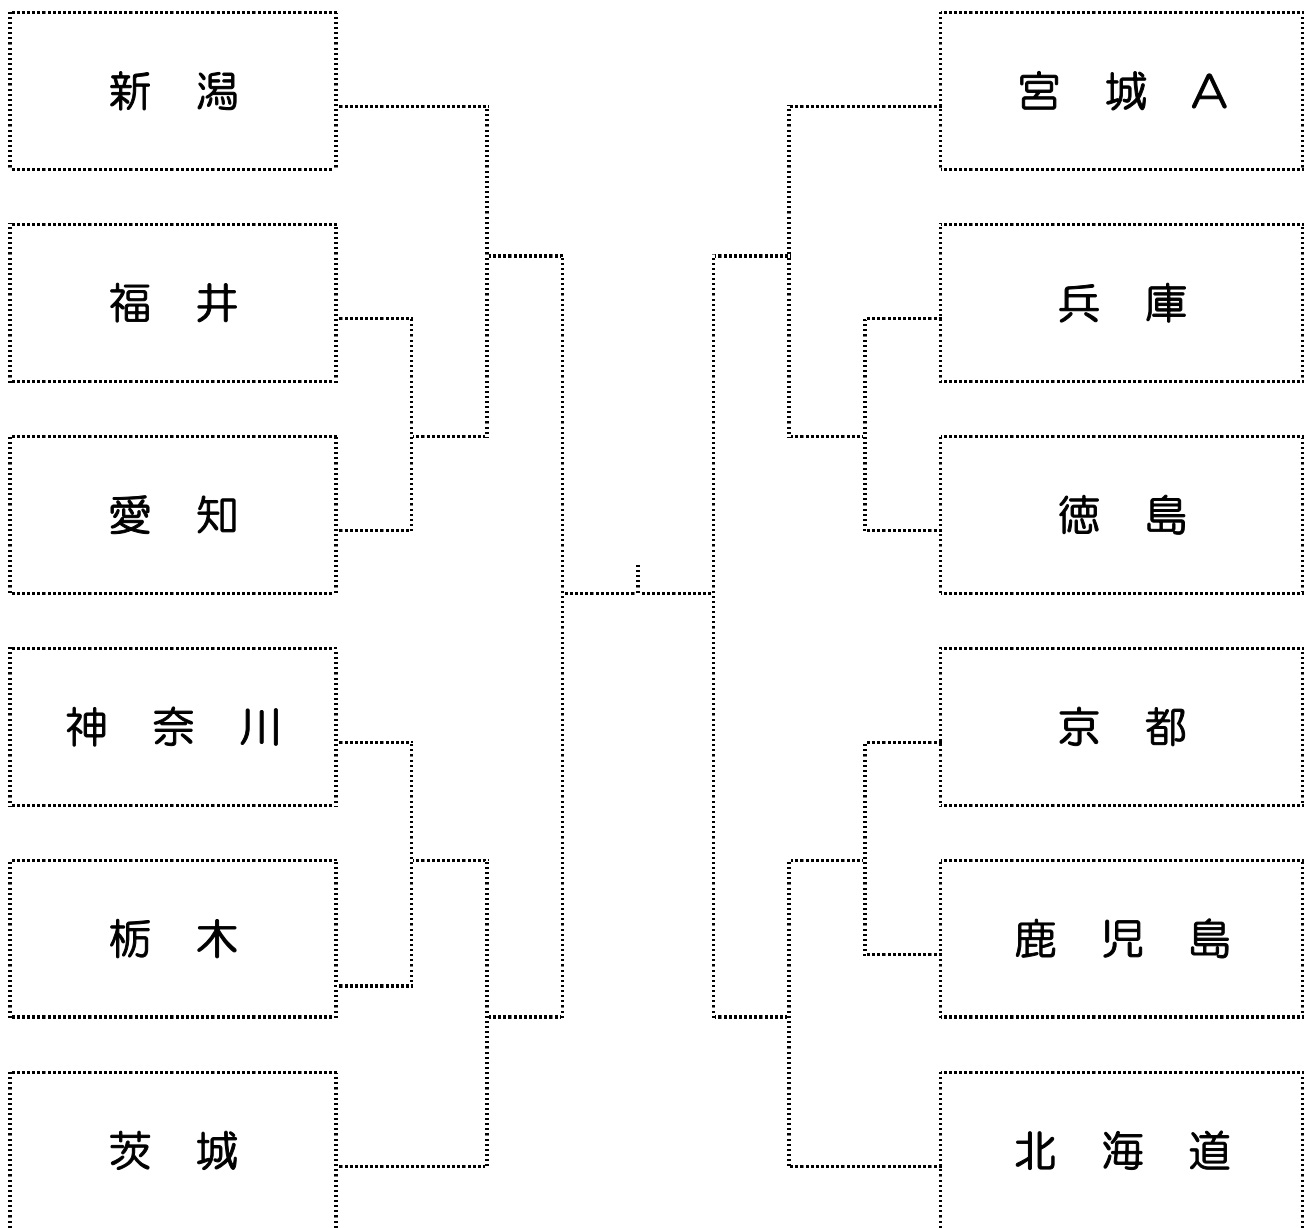 新 潟
福 井
愛 知
神 奈 川
栃 木
茨 城
宮 城 A
兵 庫
徳 島
京 都
鹿 児 島
北 海 道